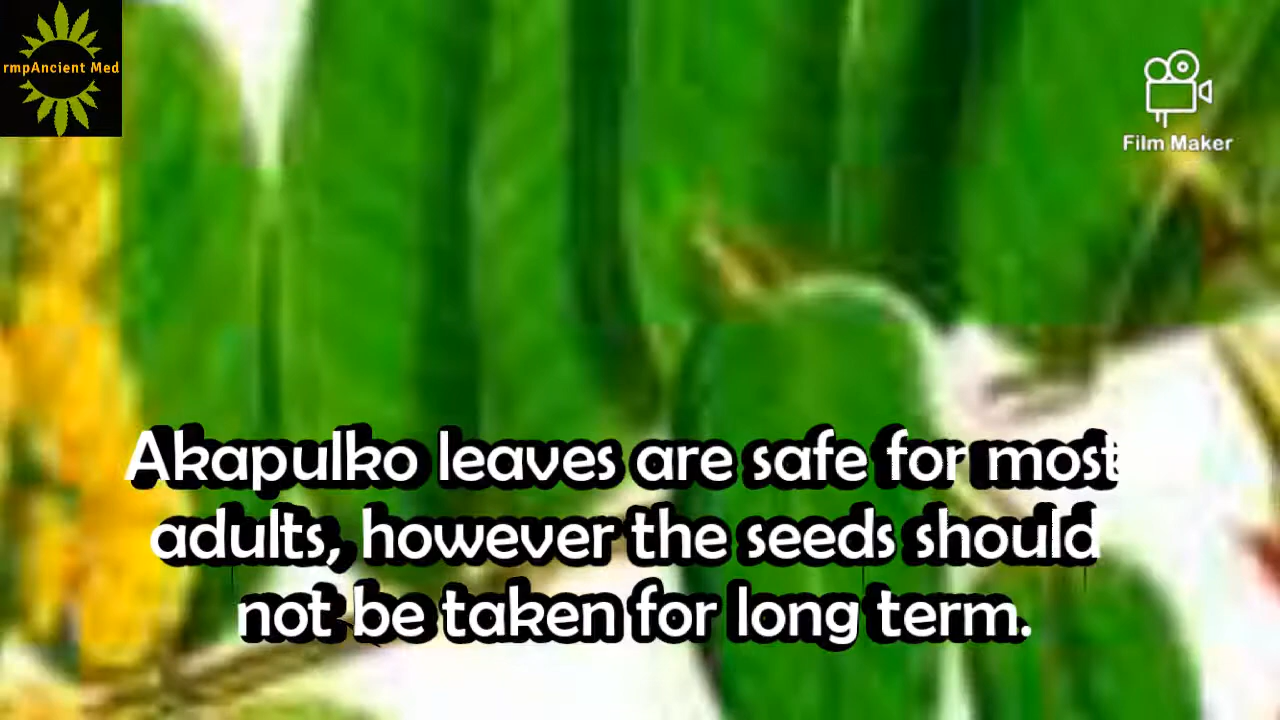 rmpAncient Med
Film Maker
Akapulko leaves are safe for most
adults, however the seeds should
not be taken for long term.